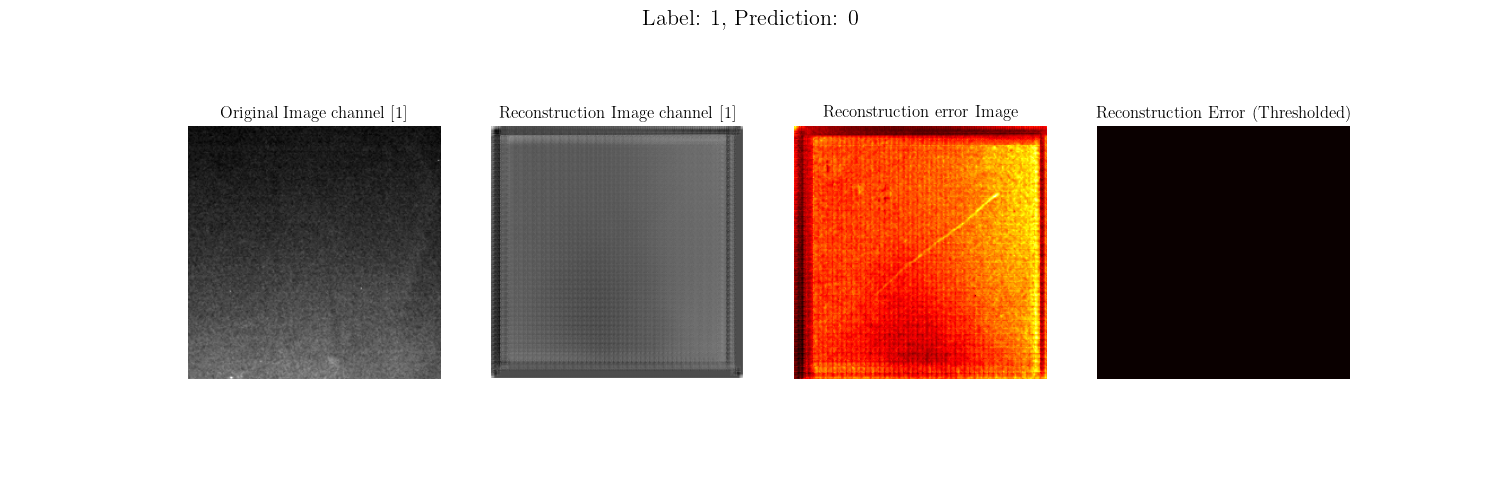 Label: 1, Prediction: 0
Original Image channel [1]
Reconstruction Image channel [1]
Reconstruction error Image
Reconstruction Error (Thresholded)